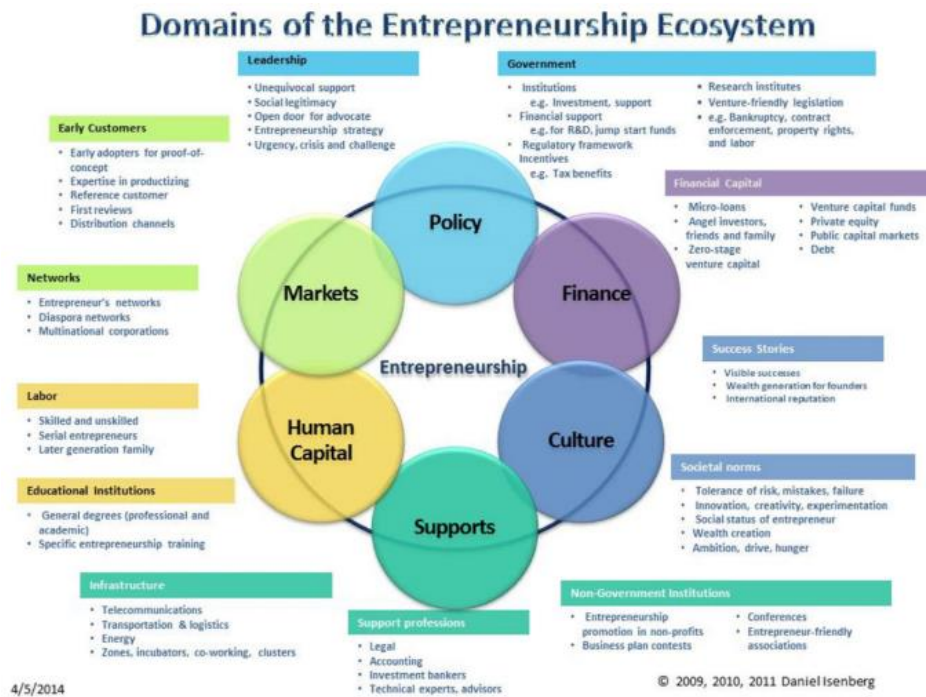 Domains of the Entrepreneurship Ecosystem
Leadership
• Unequivocal support
• Social legitimacy
• Open door for advocate
• Entrepreneurship strategy
• Urgency, crisis and challenge
Government
• Institutions
e.g. Investment, support
• Financial support
e.g. for R&D, jump start funds
• Regulatory framework
Incentives
e.g. Tax benefits
• Research institutes
• Venture-friendly legislation
• e.g. Bankruptcy, contract
enforcement, property rights,
and labor
Early Customers
• Early adopters for proof-of-
concept
• Expertise in productizing
• Reference customer
• First reviews
• Distribution channels
Financial Capital
• Micro-loans
• Angel investors,
friends and family
• Zero-stage
venture capital
• Venture capital funds
• Private equity
• Public capital markets
• Debt
Networks
• Entrepreneur's networks
• Diaspora networks
• Multinational corporations
Policy
Markets
Finance
Entrepreneurship
Human
Capital
Culture
Supports
Success Stories
• Visible successes
• Wealth generation for founders
• International reputation
Labor
• Skilled and unskilled
• Serial entrepreneurs
• Later generation family
Societal norms
• Tolerance of risk, mistakes, failure
• Innovation, creativity, experimentation
• Social status of entrepreneur
• Wealth creation
• Ambition, drive, hunger
Educational Institutions
• General degrees (professional and
academic)
• Specific entrepreneurship training
Infrastructure
• Telecommunications
• Transportation & logistics
• Energy
• Zones, incubators, co-working, clusters
Support professions
• Legal
• Accounting
• Investment bankers
• Technical experts, advisors
Non-Government Institutions
• Entrepreneurship
promotion in non-profits
• Business plan contests
• Conferences
• Entrepreneur-friendly
associations
4/5/2014
© 2009, 2010, 2011 Daniel Isenberg